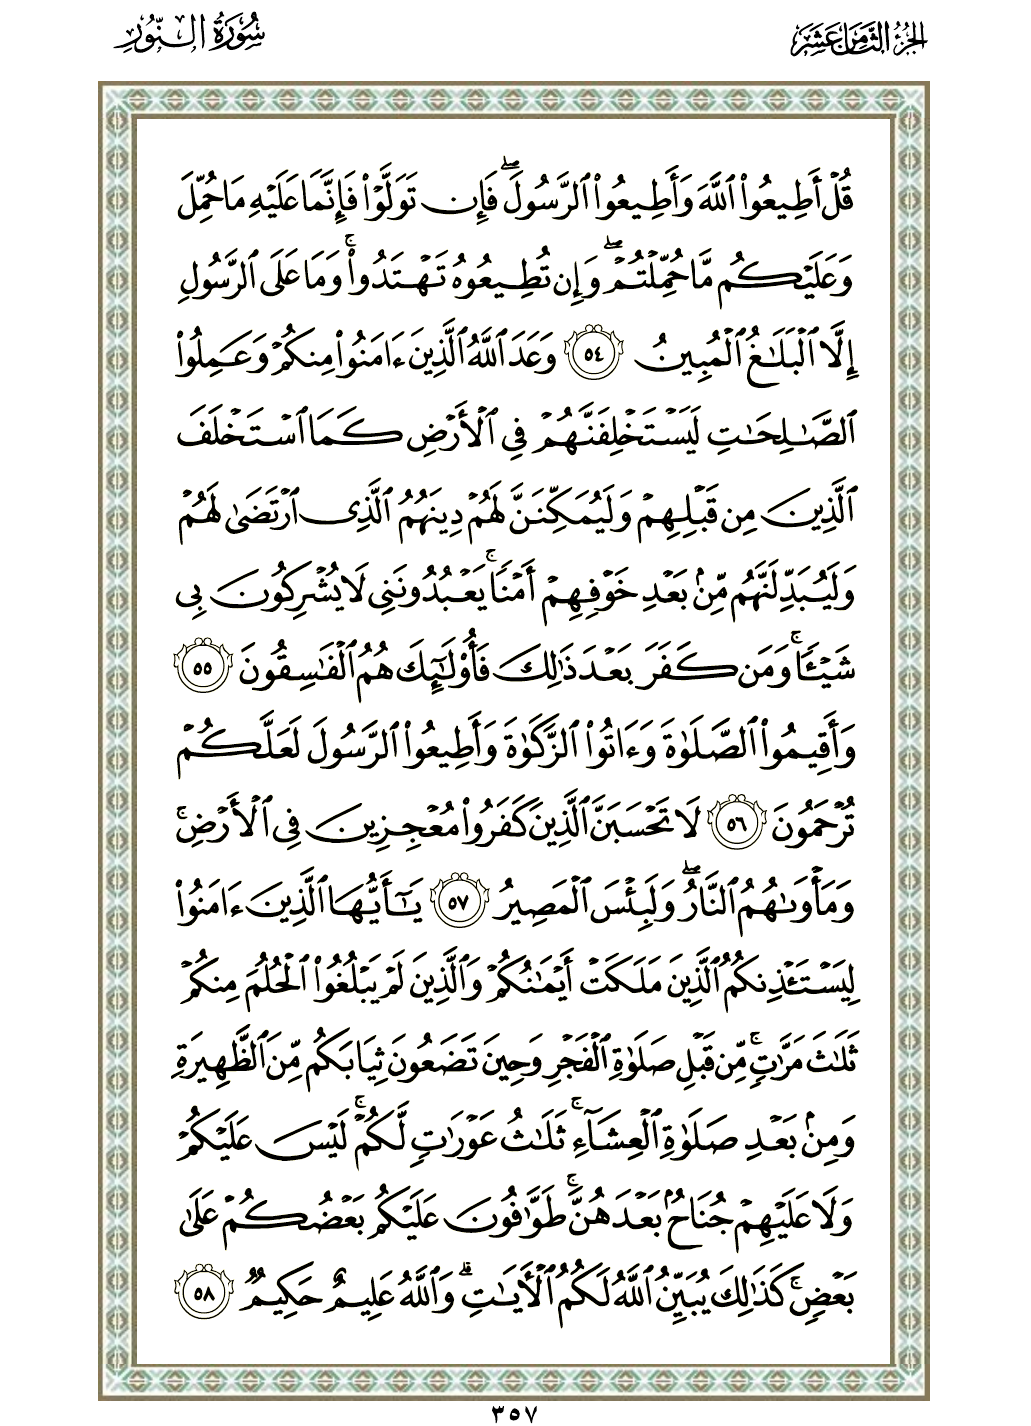 الجزء الثامن عشر
سورة النور
قُلْ أَطِيعُوا۟ ٱللَّهَ وَأَطِيعُوا۟ ٱلرَّسُولَ ۖ فَإِن تَوَلَّوْا۟ فَإِنَّمَا عَلَيْهِ مَا حُمِّلَ
وَعَلَيْكُم مَّا حُمِّلْتُمْ ۖ وَإِن تُطِيعُوهُ تَهْتَدُوا۟ ۚ وَمَا عَلَى ٱلرَّسُولِ
إِلَّا ٱلْبَلَـٰغُ ٱلْمُبِينُ ٥٤ وَعَدَ ٱللَّهُ ٱلَّذِينَ ءَامَنُوا۟ مِنكُمْ وَعَمِلُوا۟
ٱلصَّـٰلِحَـٰتِ لَيَسْتَخْلِفَنَّهُمْ فِى ٱلْأَرْضِ كَمَا ٱسْتَخْلَفَ
ٱلَّذِينَ مِن قَبْلِهِمْ وَلَيُمَكِّنَنَّ لَهُمْ دِينَهُمُ ٱلَّذِى ٱرْتَضَىٰ لَهُمْ
وَلَيُبَدِّلَنَّهُم مِّنۢ بَعْدِ خَوْفِهِمْ أَمْنًا ۚ يَعْبُدُونَنِى لَا يُشْرِكُونَ بِى
شَيْـًٔا ۚ وَمَن كَفَرَ بَعْدَ ذَٰلِكَ فَأُو۟لَـٰٓئِكَ هُمُ ٱلْفَـٰسِقُونَ ٥٥
وَأَقِيمُوا۟ ٱلصَّلَوٰةَ وَءَاتُوا۟ ٱلزَّكَوٰةَ وَأَطِيعُوا۟ ٱلرَّسُولَ لَعَلَّكُمْ
تُرْحَمُونَ ٥٦ لَا تَحْسَبَنَّ ٱلَّذِينَ كَفَرُوا۟ مُعْجِزِينَ فِى ٱلْأَرْضِ ۚ
وَمَأْوَىٰهُمُ ٱلنَّارُ ۖ وَلَبِئْسَ ٱلْمَصِيرُ ٥٧ يَـٰٓأَيُّهَا ٱلَّذِينَ ءَامَنُوا۟
لِيَسْتَـْٔذِنكُمُ ٱلَّذِينَ مَلَكَتْ أَيْمَـٰنُكُمْ وَٱلَّذِينَ لَمْ يَبْلُغُوا۟ ٱلْحُلُمَ مِنكُمْ
ثَلَـٰثَ مَرَّٰتٍ ۚ مِّن قَبْلِ صَلَوٰةِ ٱلْفَجْرِ وَحِينَ تَضَعُونَ ثِيَابَكُم مِّنَ ٱلظَّهِيرَةِ
وَمِنۢ بَعْدِ صَلَوٰةِ ٱلْعِشَآءِ ۚ ثَلَـٰثُ عَوْرَٰتٍ لَّكُمْ ۚ لَيْسَ عَلَيْكُمْ
وَلَا عَلَيْهِمْ جُنَاحٌۢ بَعْدَهُنَّ ۚ طَوَّٰفُونَ عَلَيْكُم بَعْضُكُمْ عَلَىٰ
بَعْضٍ ۚ كَذَٰلِكَ يُبَيِّنُ ٱللَّهُ لَكُمُ ٱلْـَٔايَـٰتِ ۗ وَٱللَّهُ عَلِيمٌ حَكِيمٌ ٥٨
٣٥٧